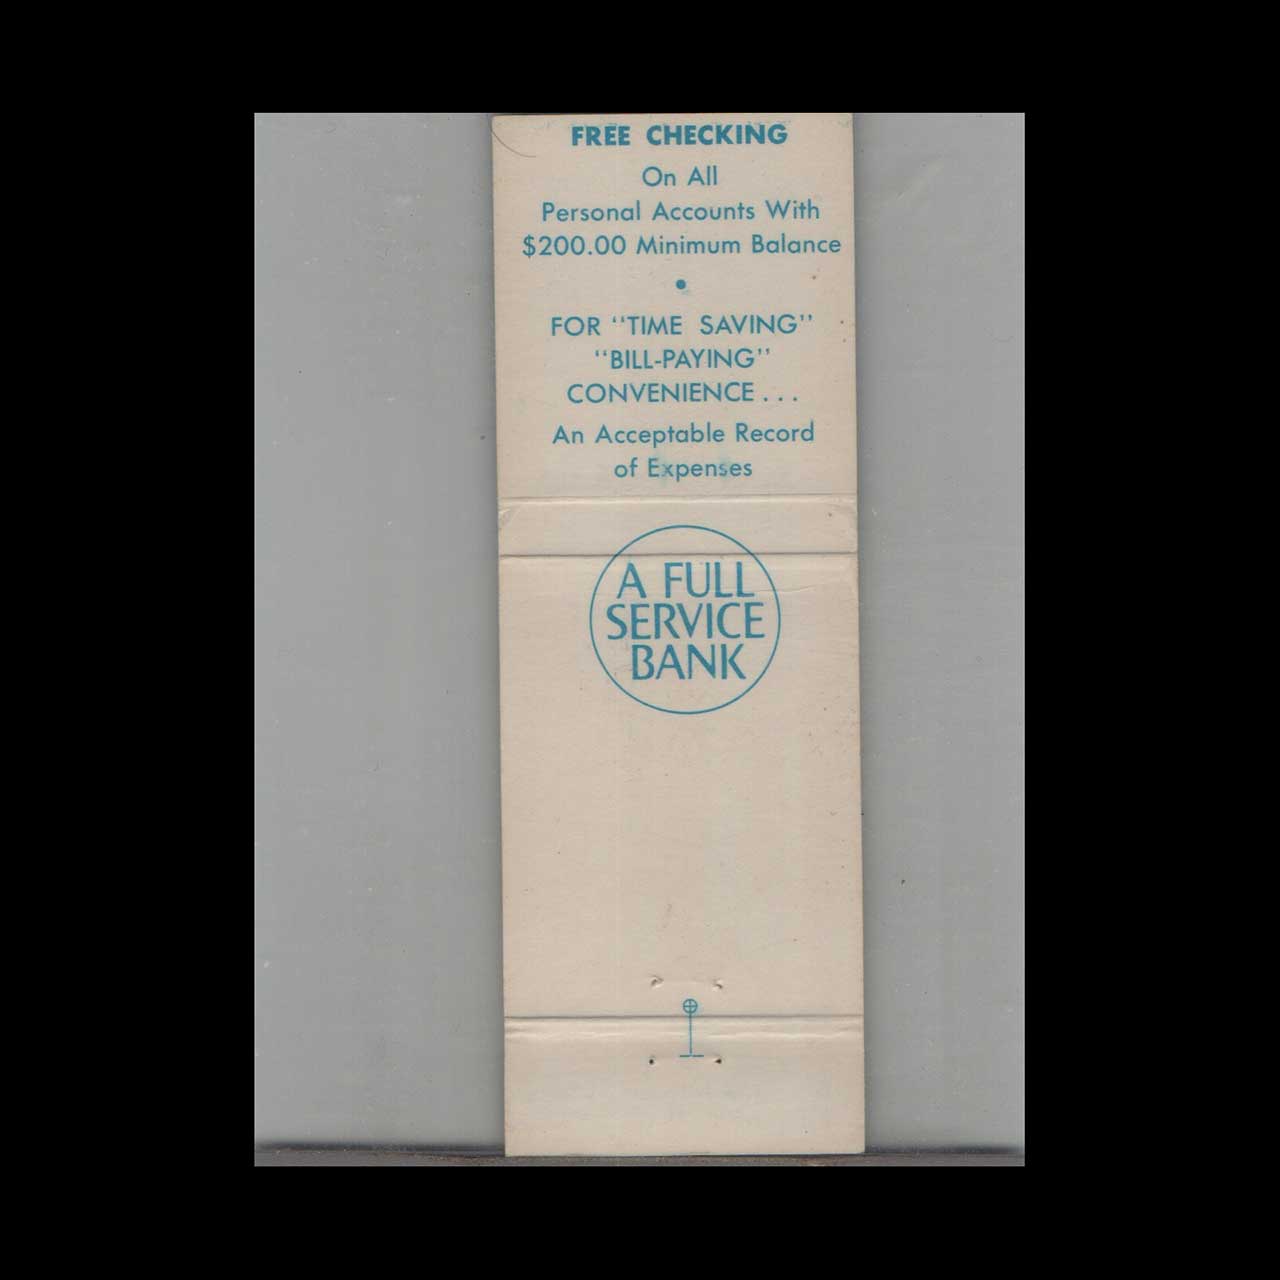 FREE CHECKING
On All
Personal Accounts With
$200.00 Minimum Balance
•
FOR "TIME SAVING"
"BILL-PAYING"
CONVENIENCE...
An Acceptable Record
of Expenses
A FULL
SERVICE
BANK